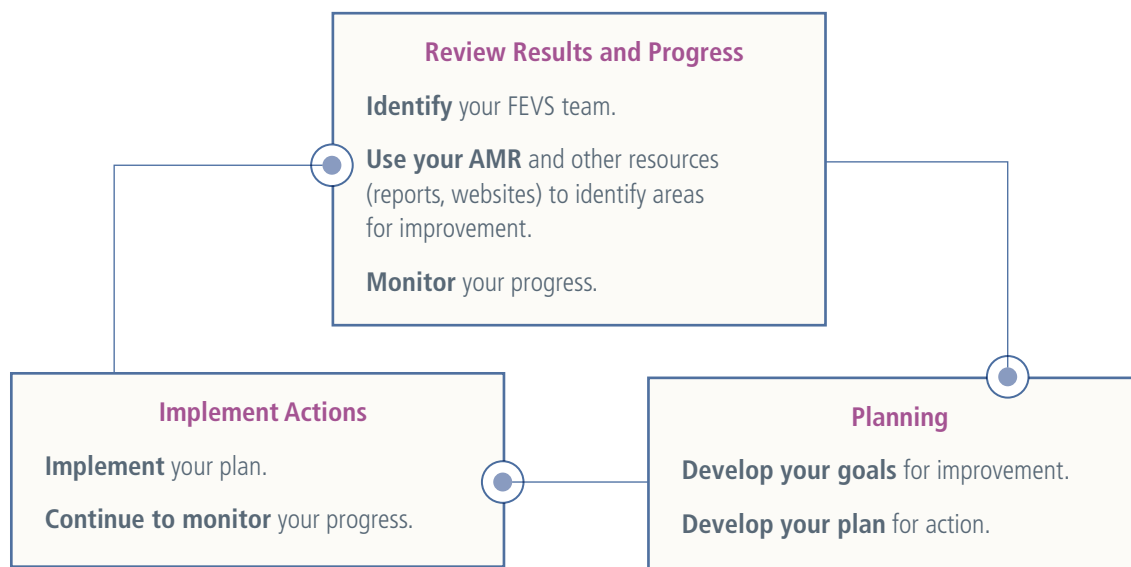 Review Results and Progress
Identify your FEVS team.
Use your AMR and other resources
(reports, websites) to identify areas
for improvement.
Monitor your progress.
Implement Actions
Implement your plan.
Continue to monitor your progress.
Planning
Develop your goals for improvement.
Develop your plan for action.